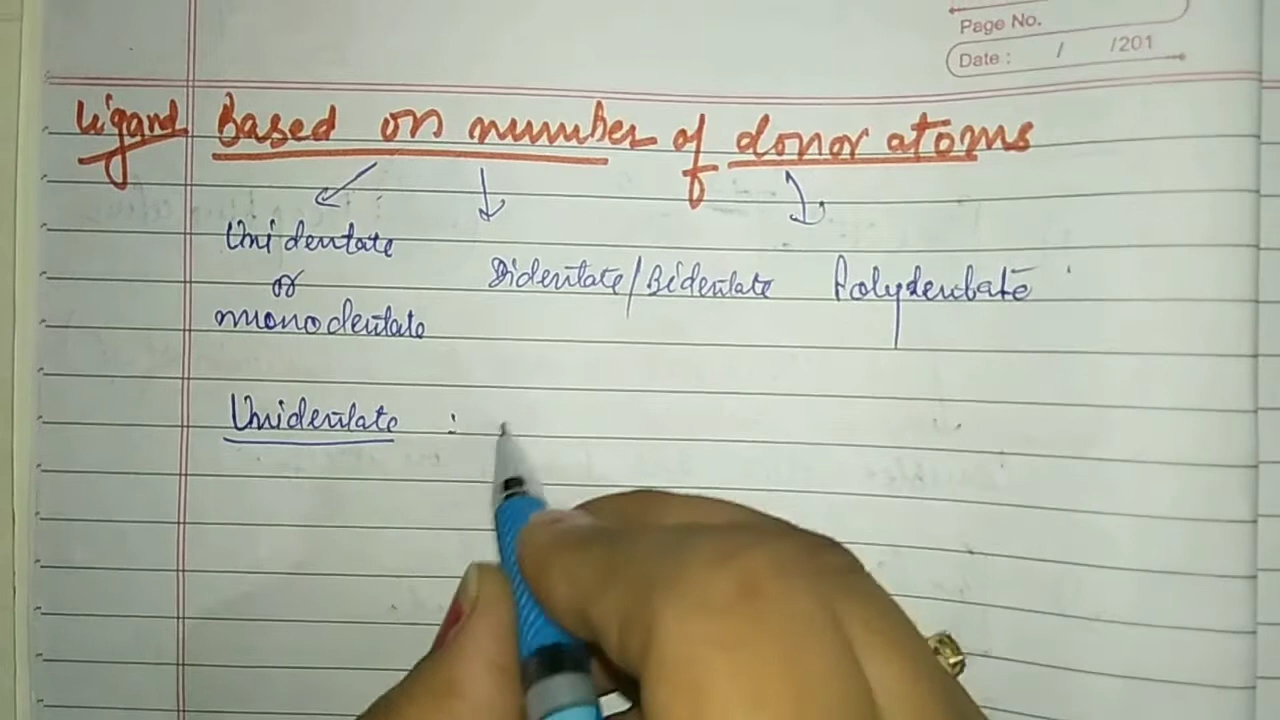 Page No.
Date : / /201
Ligand Based on number of donor atoms
Unidentate
or
monodentate
Didentate/Bidentate
Polydentate
Unidentate :